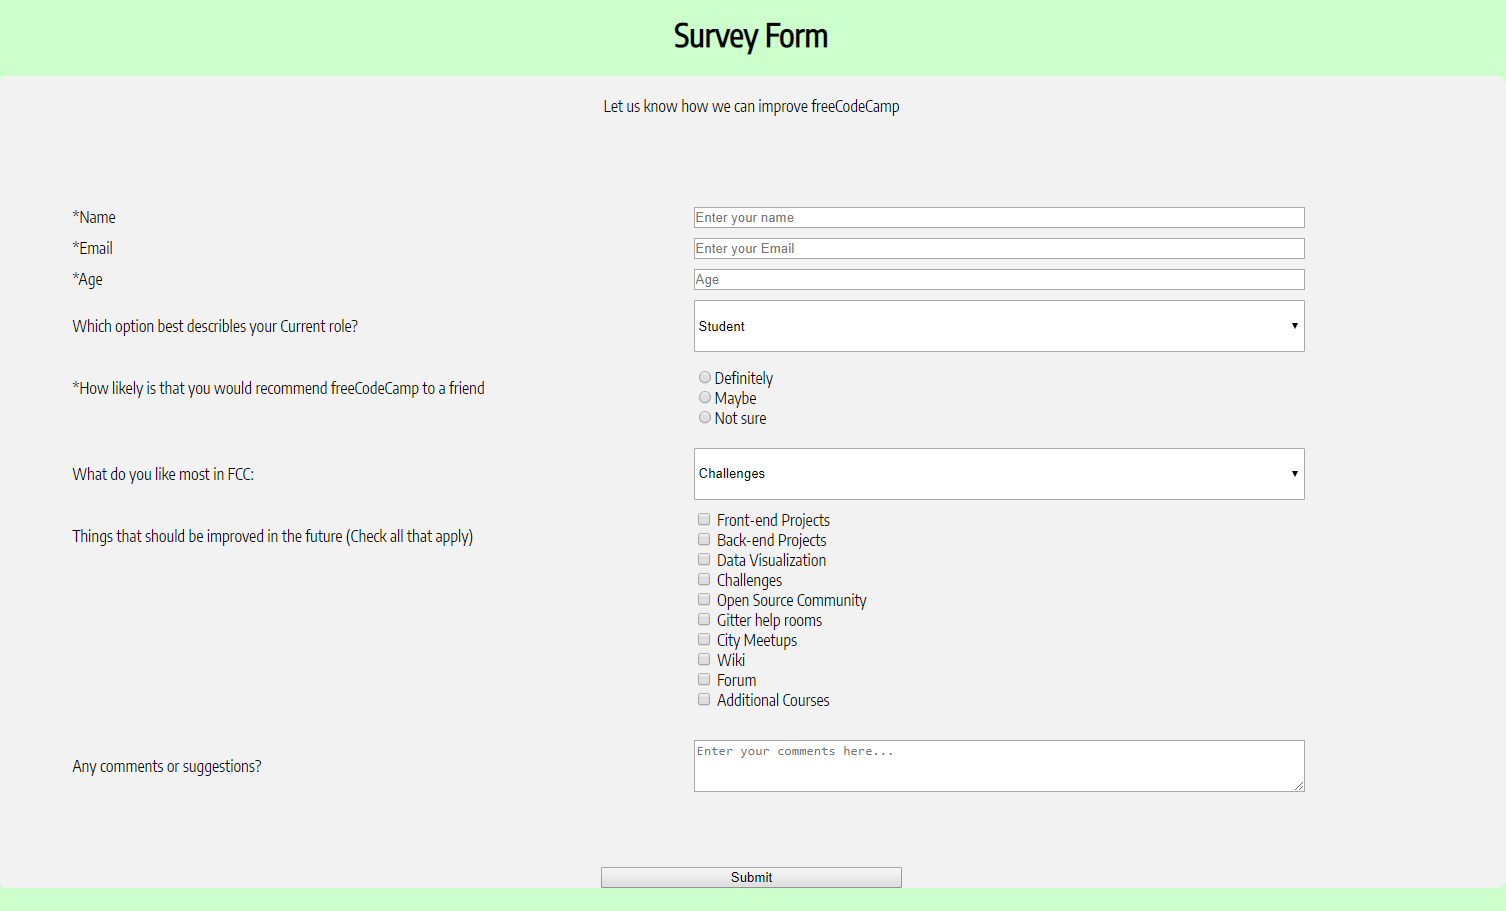 Survey Form
Let us know how we can improve freeCodeCamp
*Name
Enter your name
*Email
Enter your Email
*Age
Age
Which option best describles your Current role?
Student
*How likely is that you would recommend freeCodeCamp to a friend
Definitely
Maybe
Not sure
What do you like most in FCC:
Challenges
Things that should be improved in the future (Check all that apply)
Front-end Projects
Back-end Projects
Data Visualization
Challenges
Open Source Community
Gitter help rooms
City Meetups
Wiki
Forum
Additional Courses
Any comments or suggestions?
Enter your comments here...
Submit